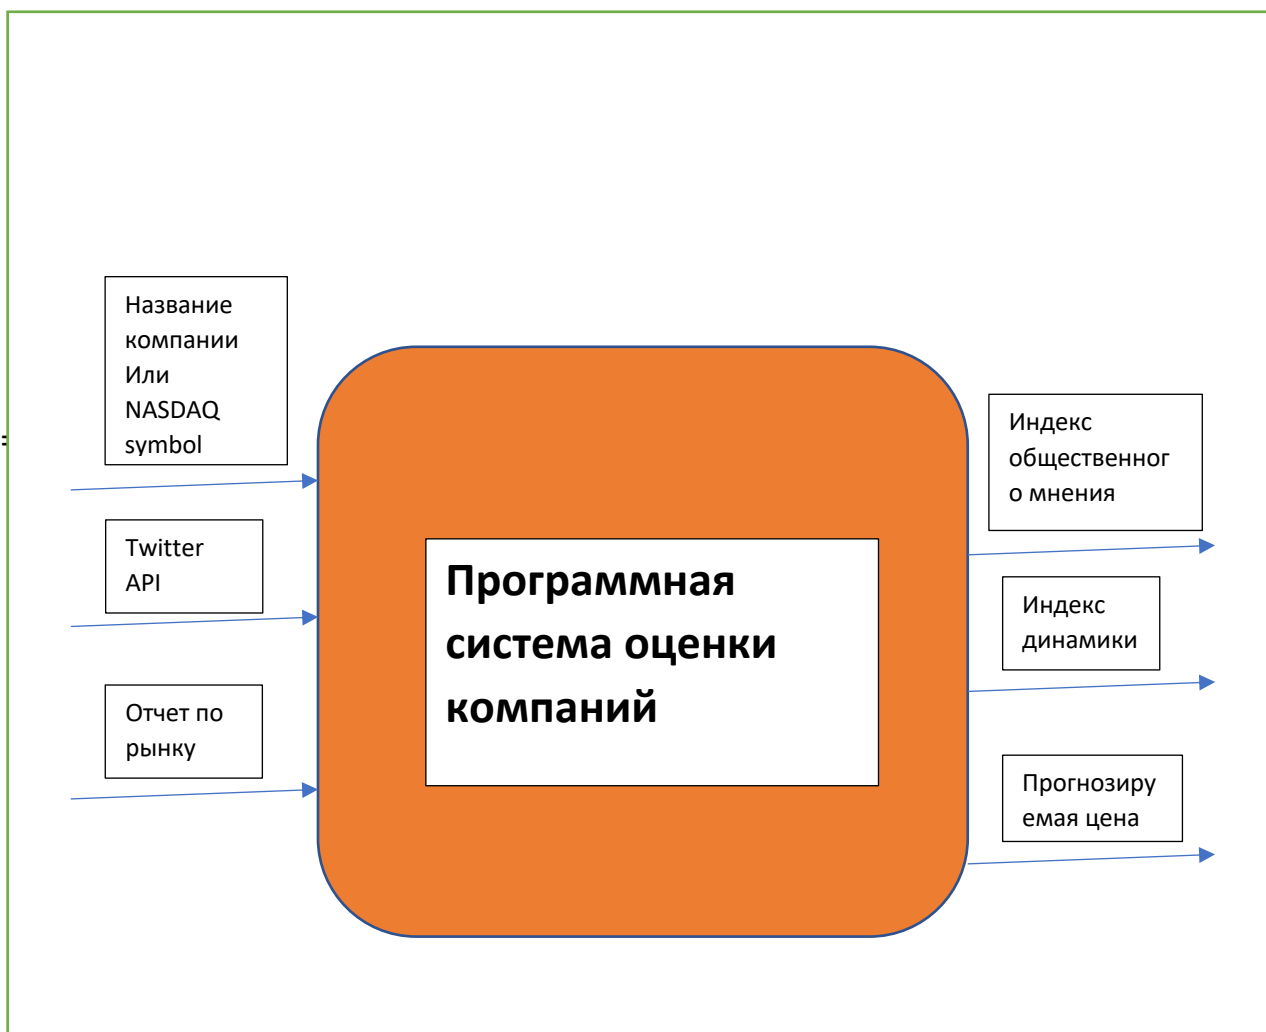 Название
компании
Или
NASDAQ
symbol
Twitter
API
Отчет по
рынку
Программная
система оценки
компаний
Индекс
общественног
о мнения
Индекс
динамики
Прогнозиру
емая цена